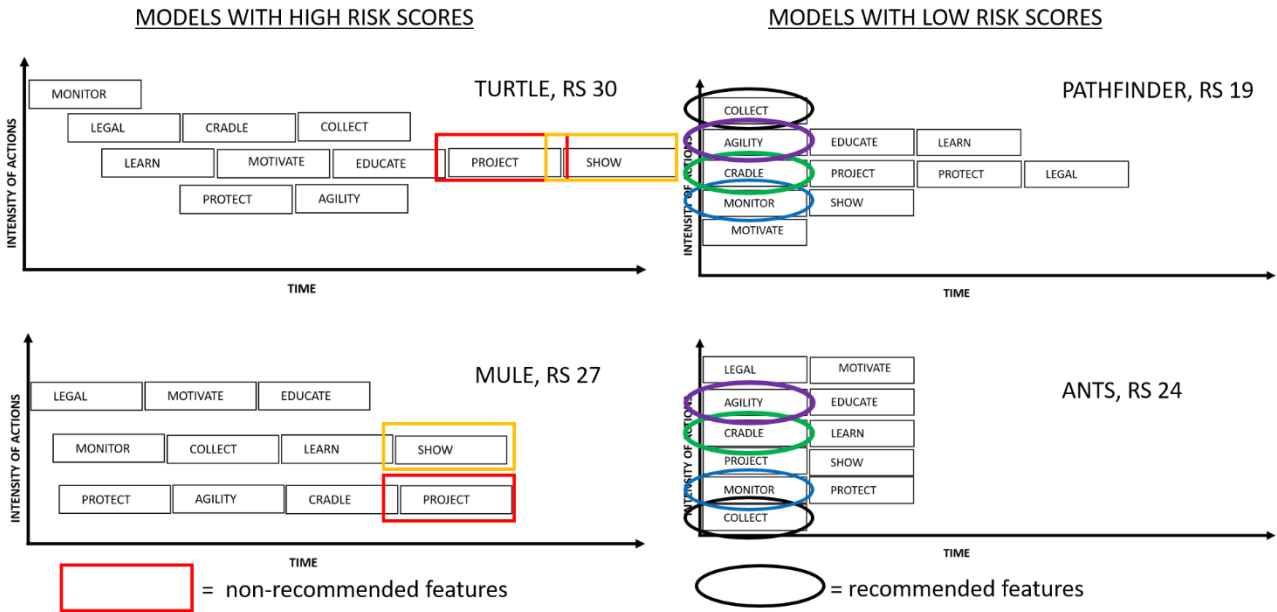 MODELS WITH HIGH RISK SCORES
MODELS WITH LOW RISK SCORES
TURTLE, RS 30
INTENSITY OF ACTIONS
MONITOR
LEGAL CRADLE COLLECT
LEARN MOTIVATE EDUCATE PROJECT SHOW
PROTECT AGILITY
TIME
PATHFINDER, RS 19
INTENSITY OF ACTIONS
COLLECT
AGILITY EDUCATE LEARN
CRADLE PROJECT PROTECT LEGAL
MONITOR SHOW
MOTIVATE
TIME
MULE, RS 27
INTENSITY OF ACTIONS
LEGAL MOTIVATE EDUCATE
MONITOR COLLECT LEARN SHOW
PROTECT AGILITY CRADLE PROJECT
TIME
ANTS, RS 24
INTENSITY OF ACTIONS
LEGAL MOTIVATE
AGILITY EDUCATE
CRADLE LEARN
PROJECT SHOW
MONITOR PROTECT
COLLECT
TIME
= non-recommended features
= recommended features